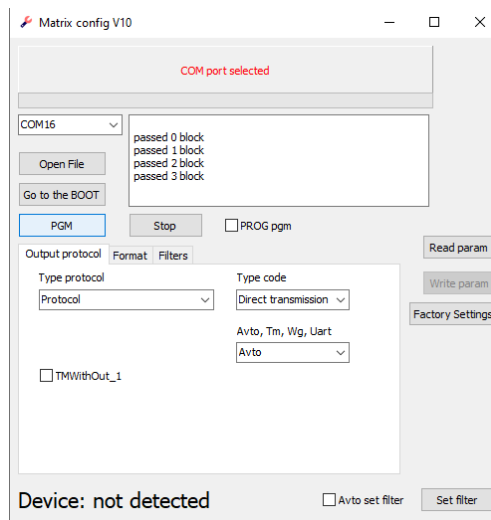 Matrix config V10
COM port selected
COM16
passed 0 block
passed 1 block
passed 2 block
passed 3 block
Open File
Go to the BOOT
PGM
Stop
PROG pgm
Read param
Output protocol
Format
Filters
Type protocol
Type code
Write param
Protocol
Direct transmission
Factory Settings
Avto, Tm, Wg, Uart
Avto
TMWithOut_1
Device: not detected
Avto set filter
Set filter